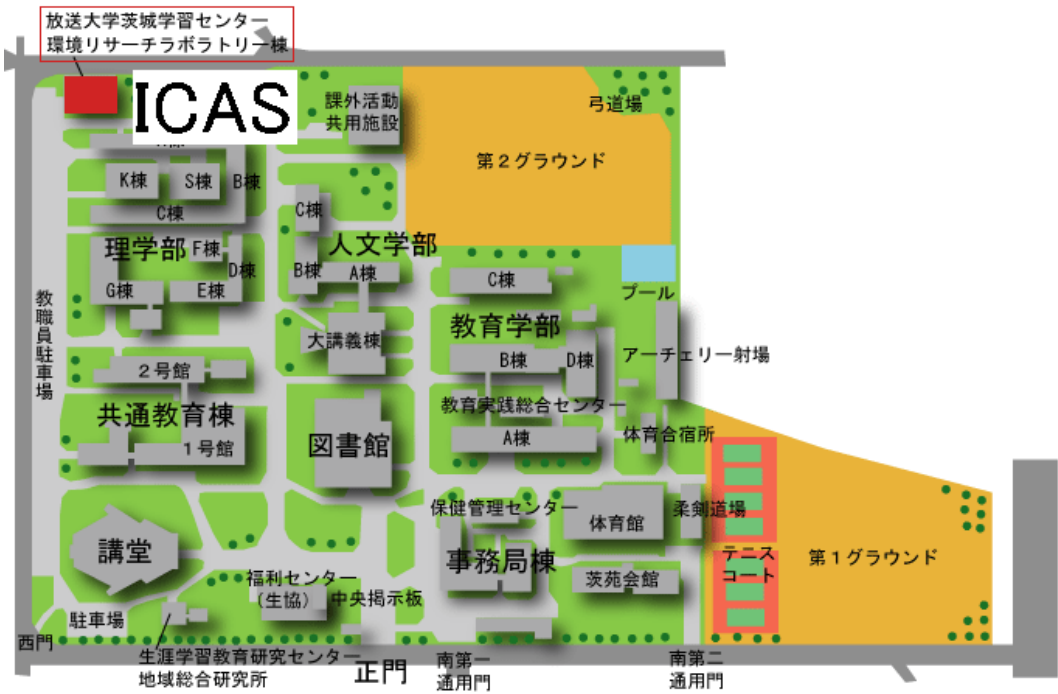 放送大学茨城学習センター
環境リサーチラボラトリー棟
ICAS
課外活動
共用施設
弓道場
第２グラウンド
K棟
S棟
B棟
C棟
C棟
理学部
F棟
D棟
G棟
E棟
人文学部
B棟
A棟
C棟
プール
教職員駐車場
大講義棟
教育学部
B棟
D棟
アーチェリー射場
２号館
共通教育棟
１号館
図書館
教育実践総合センター
A棟
体育合宿所
保健管理センター
体育館
柔剣道場
講堂
事務局棟
テニス
コート
第１グラウンド
福利センター
（生協）
中央掲示板
茨苑会館
駐車場
西門
生涯学習教育研究センター
地域総合研究所
正門
南第一
通用門
南第二
通用門